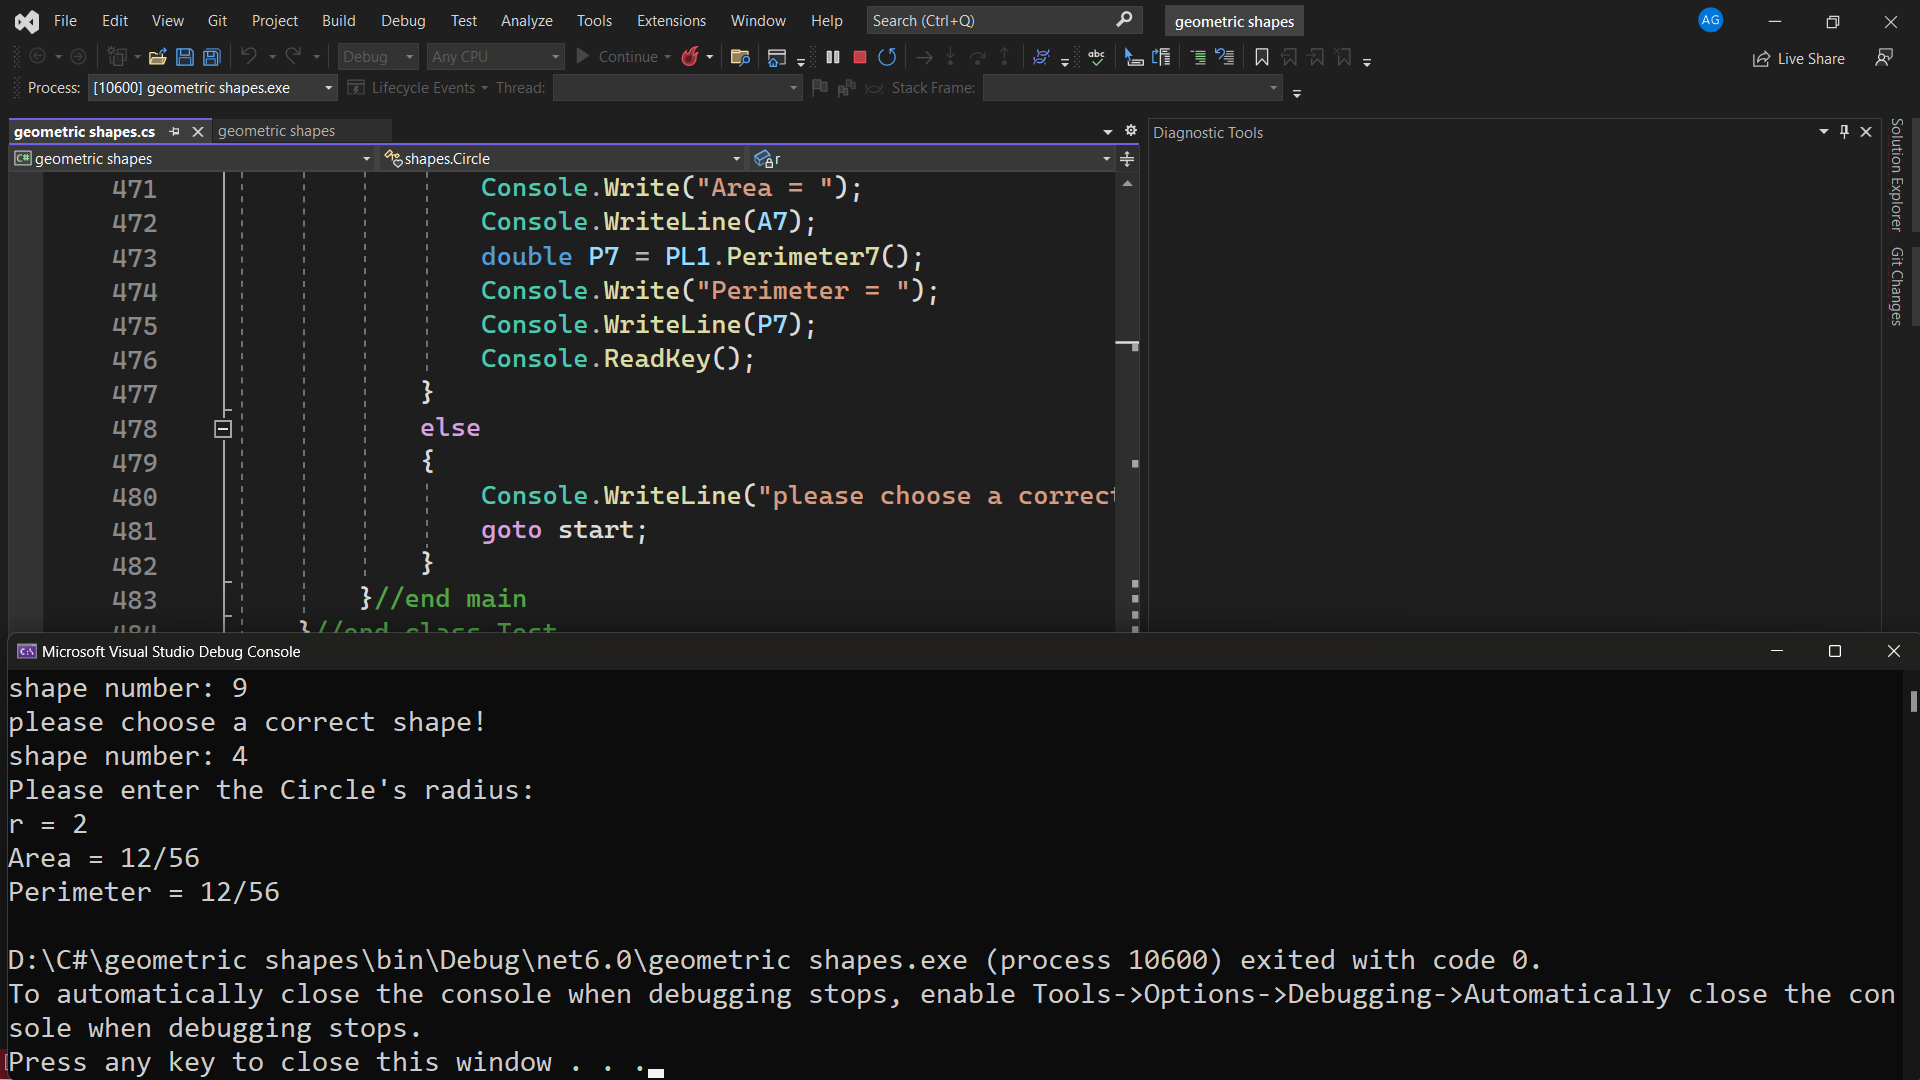 File Edit View Git Project Build Debug Test Analyze Tools Extensions Window Help Search (Ctrl+Q) geometric shapes AG
Debug Any CPU Continue abc Live Share
Process: [10600] geometric shapes.exe Lifecycle Events Thread: Stack Frame:
geometric shapes.cs geometric shapes
Diagnostic Tools
C# geometric shapes shapes.Circle r
Solution Explorer
Git Changes
471 Console.Write("Area = ");
472 Console.WriteLine(A7);
473 double P7 = PL1.Perimeter7();
474 Console.Write("Perimeter = ");
475 Console.WriteLine(P7);
476 Console.ReadKey();
477 }
478 else
479 {
480 Console.WriteLine("please choose a correct
481 goto start;
482 }
483 }//end main
484 }//end class Test
Microsoft Visual Studio Debug Console
shape number: 9
please choose a correct shape!
shape number: 4
Please enter the Circle's radius:
r = 2
Area = 12/56
Perimeter = 12/56
D:\C#\geometric shapes\bin\Debug\net6.0\geometric shapes.exe (process 10600) exited with code 0.
To automatically close the console when debugging stops, enable Tools->Options->Debugging->Automatically close the con
sole when debugging stops.
Press any key to close this window . . .